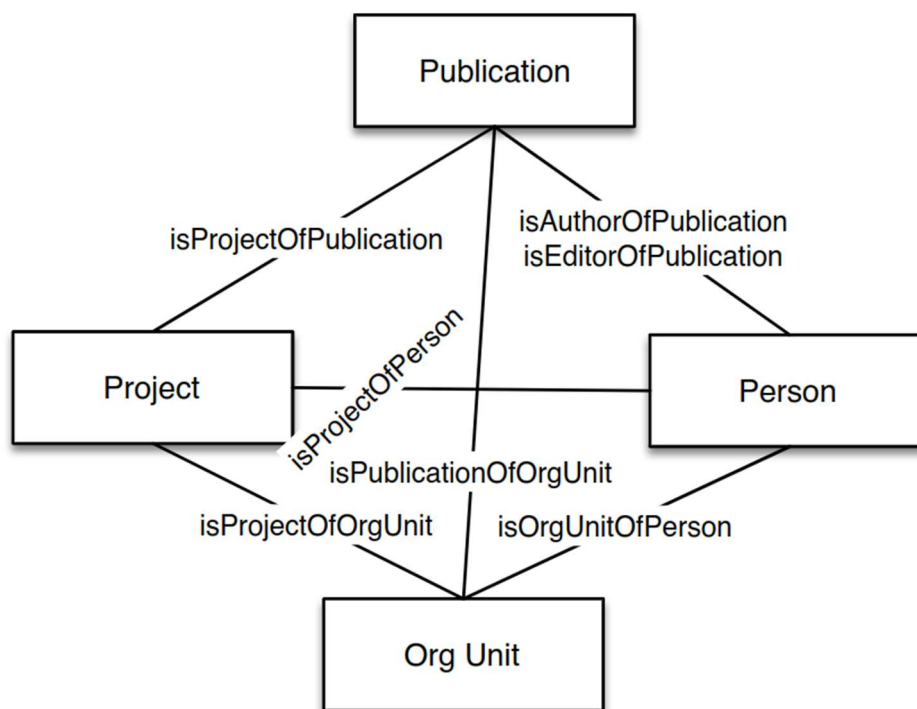 Publication
isProjectOfPublication
isAuthorOfPublication
isEditorOfPublication
isProjectOfPerson
Project
Person
isPublicationOfOrgUnit
isProjectOfOrgUnit
isOrgUnitOfPerson
Org Unit